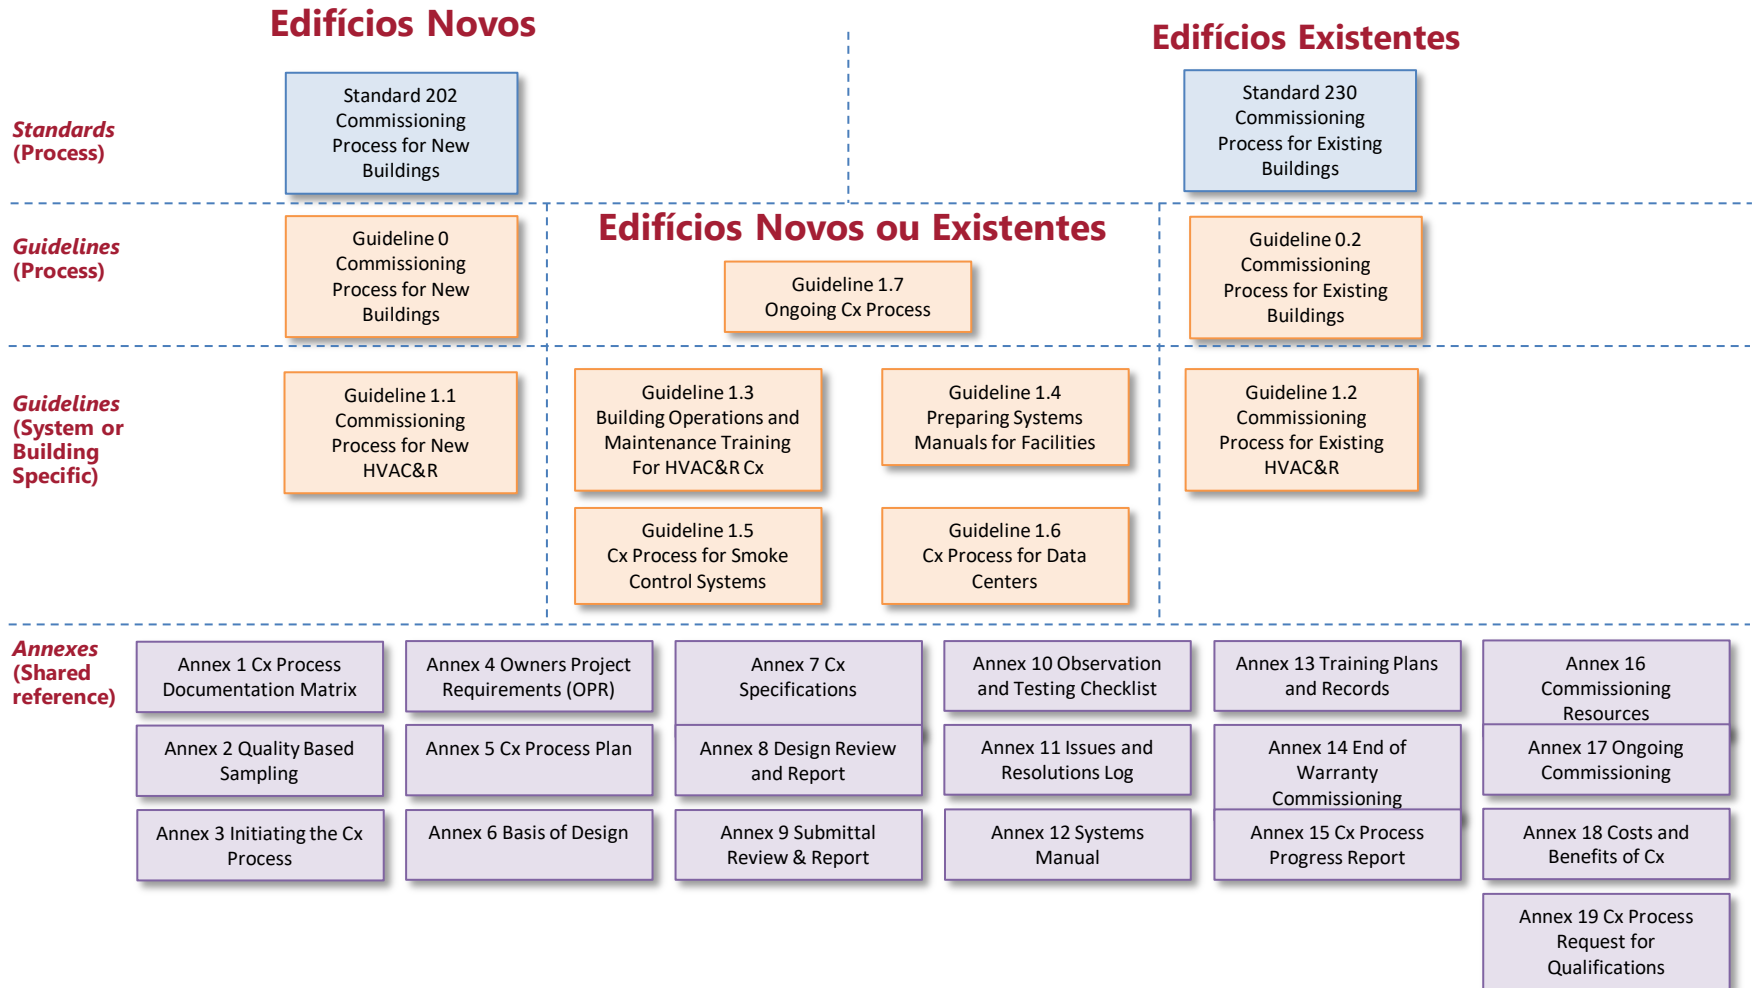 Edifícios Novos
Edifícios Existentes
Standards
(Process)
Standard 202
Commissioning
Process for New
Buildings
Standard 230
Commissioning
Process for Existing
Buildings
Edifícios Novos ou Existentes
Guidelines
(Process)
Guideline 0
Commissioning
Process for New
Buildings
Guideline 1.7
Ongoing Cx Process
Guideline 0.2
Commissioning
Process for Existing
Buildings
Guidelines
(System or
Building
Specific)
Guideline 1.1
Commissioning
Process for New
HVAC&R
Guideline 1.3
Building Operations and
Maintenance Training
For HVAC&R Cx
Guideline 1.4
Preparing Systems
Manuals for Facilities
Guideline 1.2
Commissioning
Process for Existing
HVAC&R
Guideline 1.5
Cx Process for Smoke
Control Systems
Guideline 1.6
Cx Process for Data
Centers
Annexes
(Shared
reference)
Annex 1 Cx Process
Documentation Matrix
Annex 2 Quality Based
Sampling
Annex 3 Initiating the Cx
Process
Annex 4 Owners Project
Requirements (OPR)
Annex 5 Cx Process Plan
Annex 6 Basis of Design
Annex 7 Cx
Specifications
Annex 8 Design Review
and Report
Annex 9 Submittal
Review & Report
Annex 10 Observation
and Testing Checklist
Annex 11 Issues and
Resolutions Log
Annex 12 Systems
Manual
Annex 13 Training Plans
and Records
Annex 14 End of
Warranty
Commissioning
Annex 15 Cx Process
Progress Report
Annex 16
Commissioning
Resources
Annex 17 Ongoing
Commissioning
Annex 18 Costs and
Benefits of Cx
Annex 19 Cx Process
Request for
Qualifications